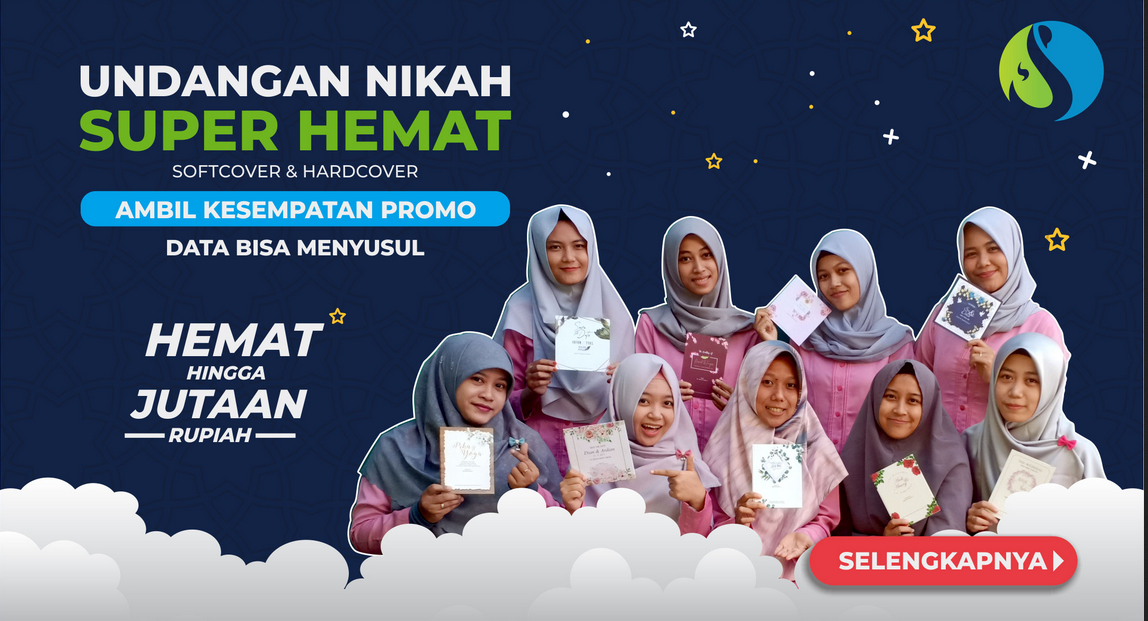 UNDANGAN NIKAH
SUPER HEMAT
SOFTCOVER & HARDCOVER
AMBIL KESEMPATAN PROMO
DATA BISA MENYUSUL
HEMAT
HINGGA
JUTAAN
RUPIAH
SELENGKAPNYA